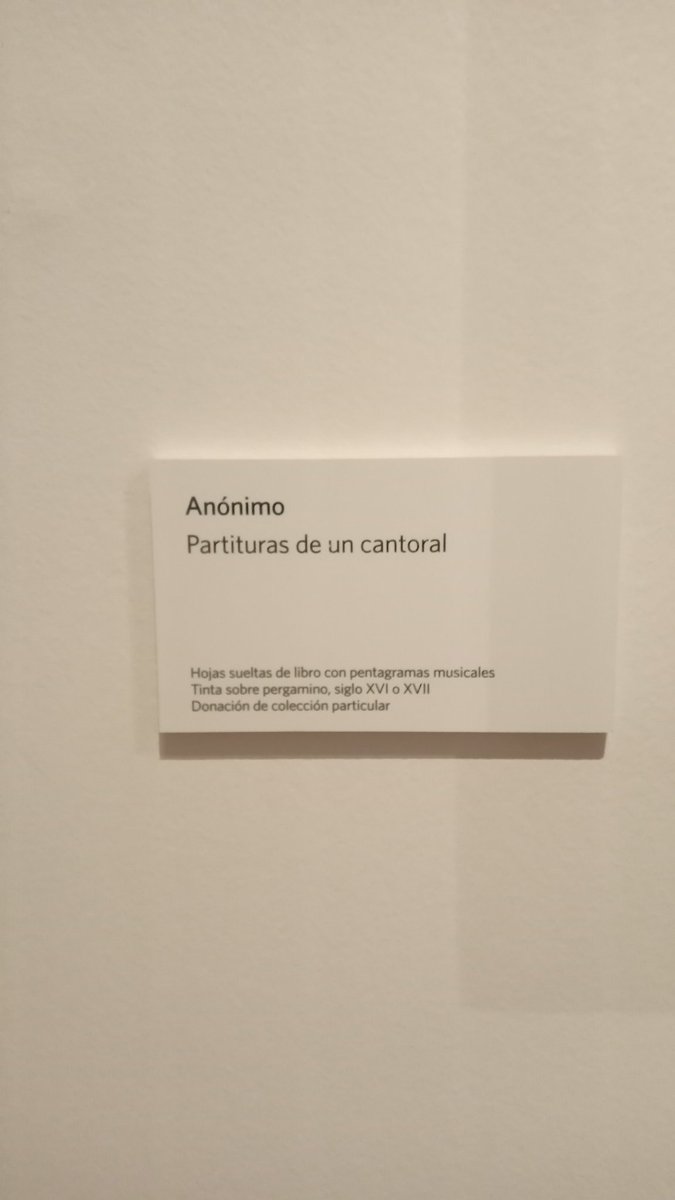 Anónimo
Partituras de un cantoral
Hojas sueltas de libro con pentagramas musicales
Tinta sobre pergamino, siglo XVI o XVII
Donación de colección particular